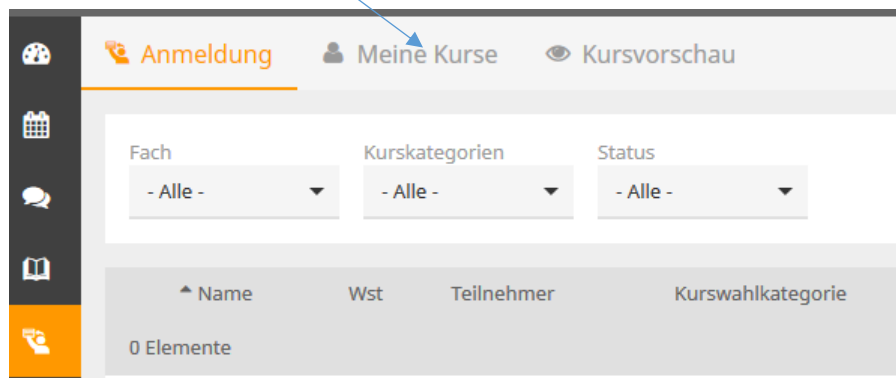 Anmeldung Meine Kurse Kursvorschau
Fach Kurskategorien Status
- Alle - - Alle - - Alle -
Name Wst Teilnehmer Kurswahlkategorie
0 Elemente